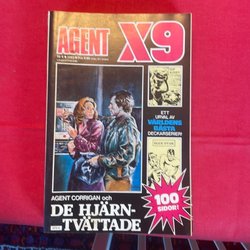 AGENT X9
ETT
URVAL AV
VÄRLDENS
BÄSTA
DECKARSERIER!
AGENT CORRIGAN och
DE HJÄRN-
TVÄTTADE
100
SIDOR!